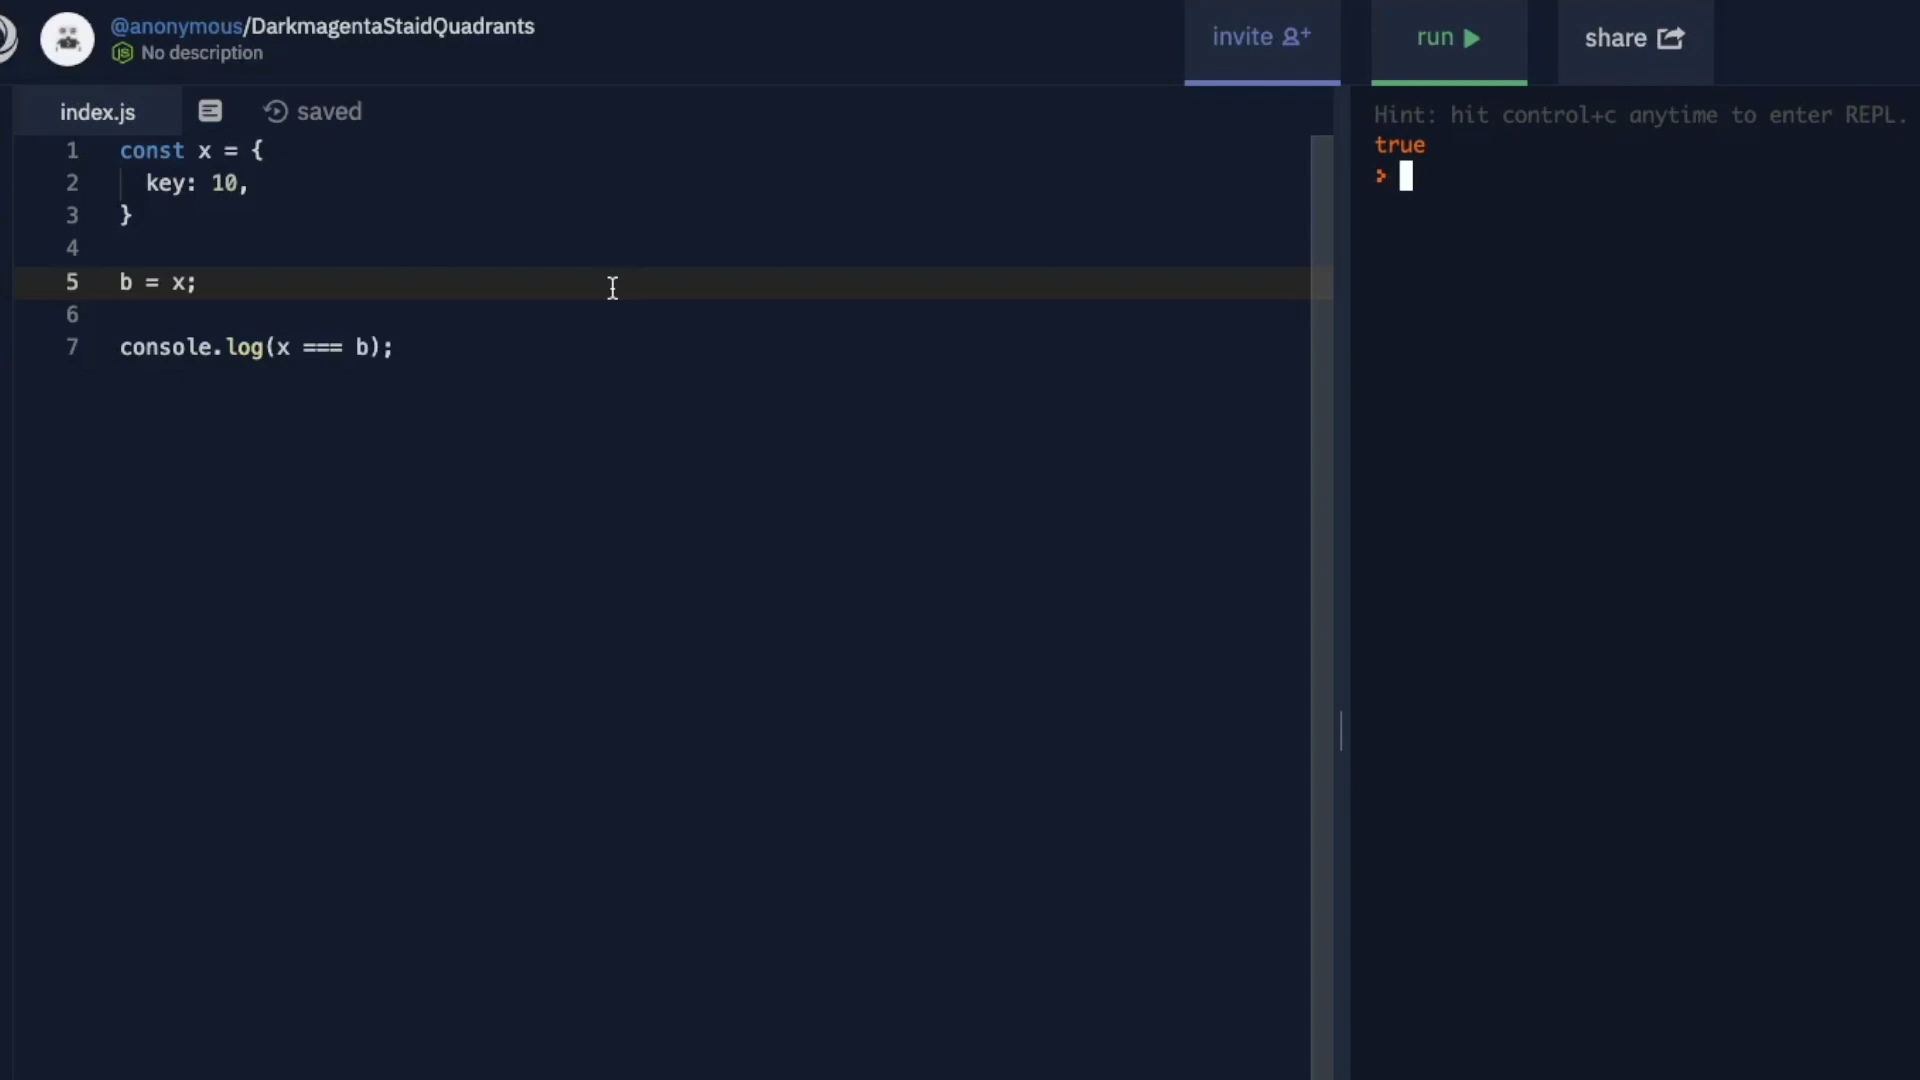 @anonymous/DarkmagentaStaidQuadrants
No description
invite
run
share
index.js
saved
1 const x = {
2 key: 10,
3 }
4
5 b = x;
6
7 console.log(x === b);
Hint: hit control+c anytime to enter REPL.
true
>